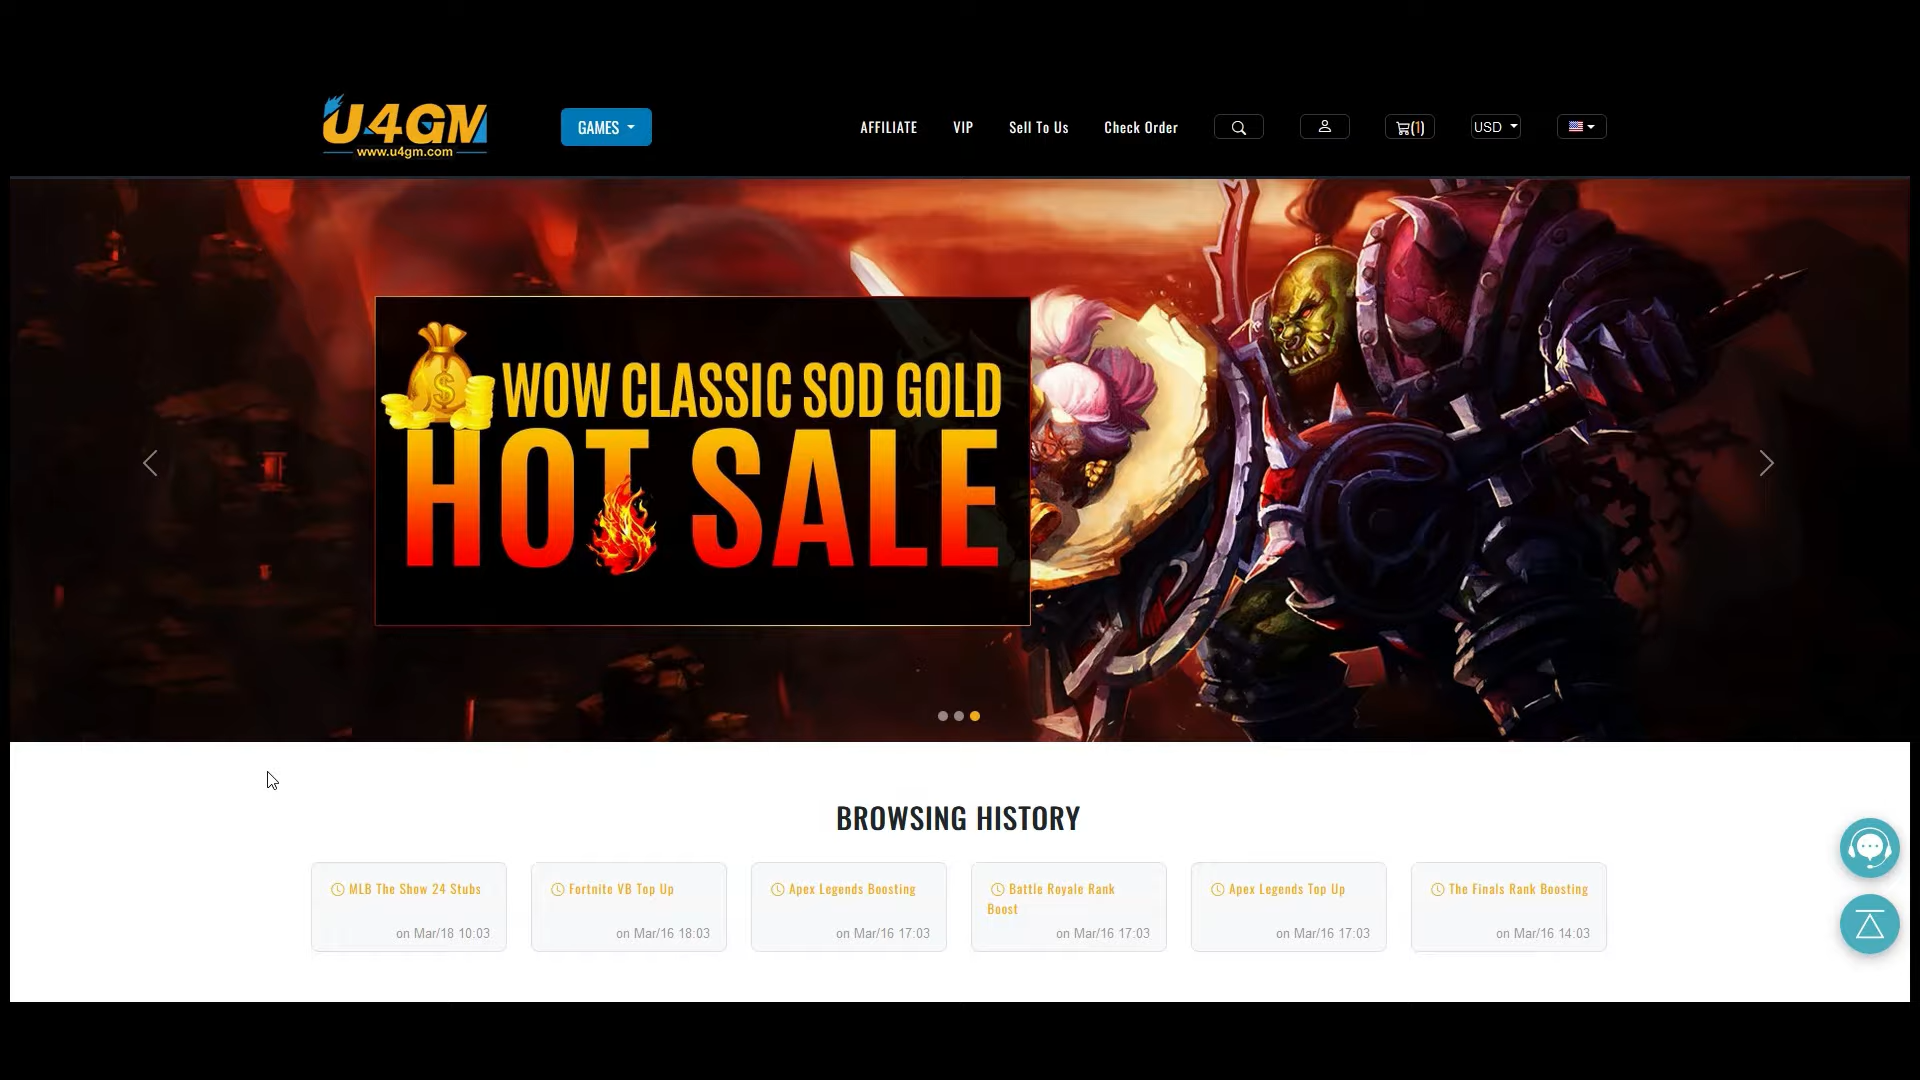 U4GM
www.u4gm.com
GAMES
AFFILIATE
VIP
Sell To Us
Check Order
(1)
USD
WOW CLASSIC SOD GOLD
HOT SALE
BROWSING HISTORY
MLB The Show 24 Stubs
on Mar/18 10:03
Fortnite VB Top Up
on Mar/16 18:03
Apex Legends Boosting
on Mar/16 17:03
Battle Royale Rank
Boost
on Mar/16 17:03
Apex Legends Top Up
on Mar/16 17:03
The Finals Rank Boosting
on Mar/16 14:03